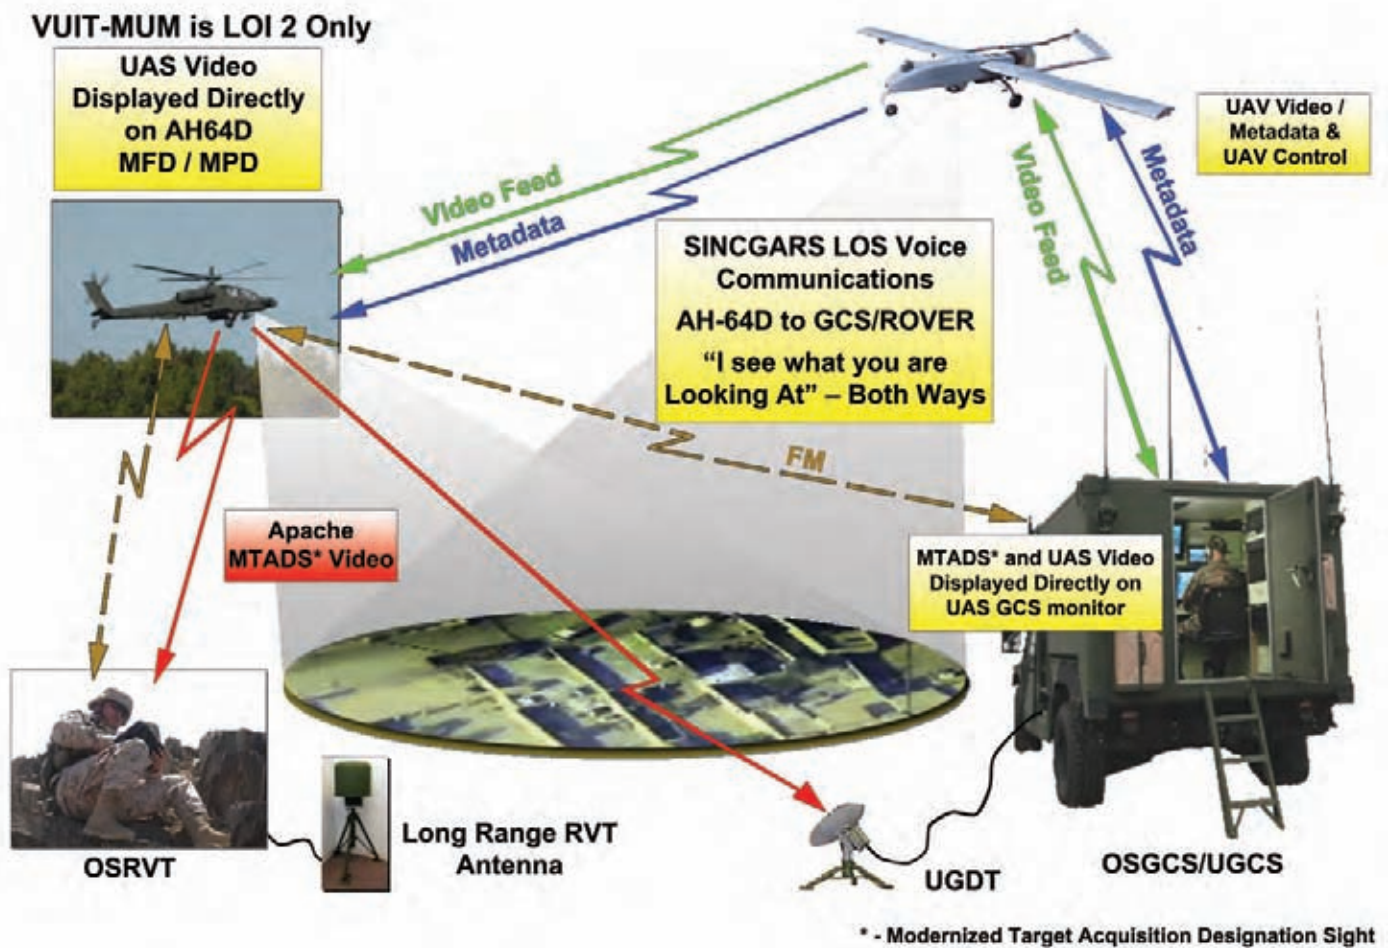 VUIT-MUM is LOI 2 Only
UAS Video
Displayed Directly
on AH64D
MFD / MPD
UAV Video /
Metadata &
UAV Control
Video Feed
Metadata
Video Feed
Metadata
SINCGARS LOS Voice
Communications
AH-64D to GCS/ROVER
“I see what you are
Looking At” – Both Ways
FM
Apache
MTADS* Video
MTADS* and UAS Video
Displayed Directly on
UAS GCS monitor
OSRVT
Long Range RVT
Antenna
UGDT
OSGCS/UGCS
* - Modernized Target Acquisition Designation Sight